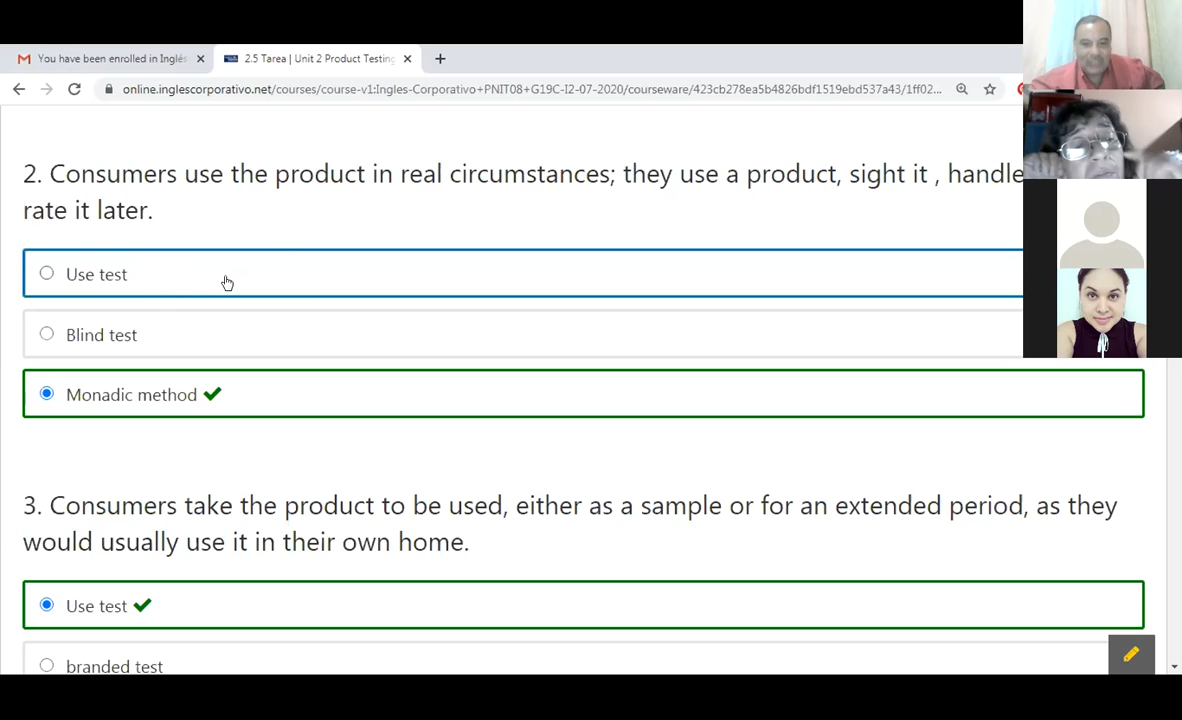 You have been enrolled in Inglés
2.5 Tarea | Unit 2 Product Testing
online.inglescorporativo.net/courses/course-v1:Ingles-Corporativo+PNIT08+G19C-I2-07-2020/courseware/423cb278ea5b4826bdf1519ebd537a43/1ff02...
2. Consumers use the product in real circumstances; they use a product, sight it , handle
rate it later.
Use test
Blind test
Monadic method
3. Consumers take the product to be used, either as a sample or for an extended period, as they
would usually use it in their own home.
Use test
branded test